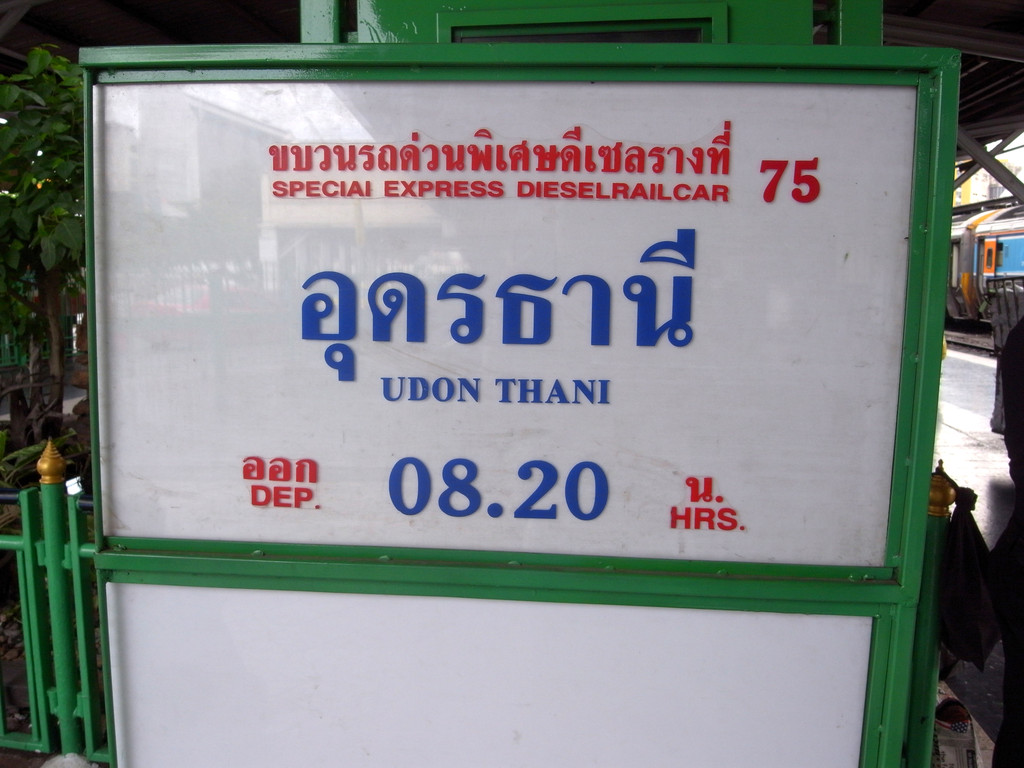 ขบวนรถด่วนพิเศษดีเซลรางที่ 75
SPECIAI EXPRESS DIESELRAILCAR
อุดรธานี
UDON THANI
ออก 08.20 น.
DEP. HRS.